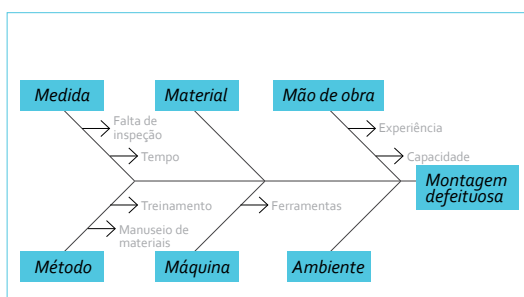 Medida
Material
Mão de obra
Falta de
inspeção
Tempo
Experiência
Capacidade
Montagem
defeituosa
Treinamento
Manuseio de
materiais
Ferramentas
Método
Máquina
Ambiente